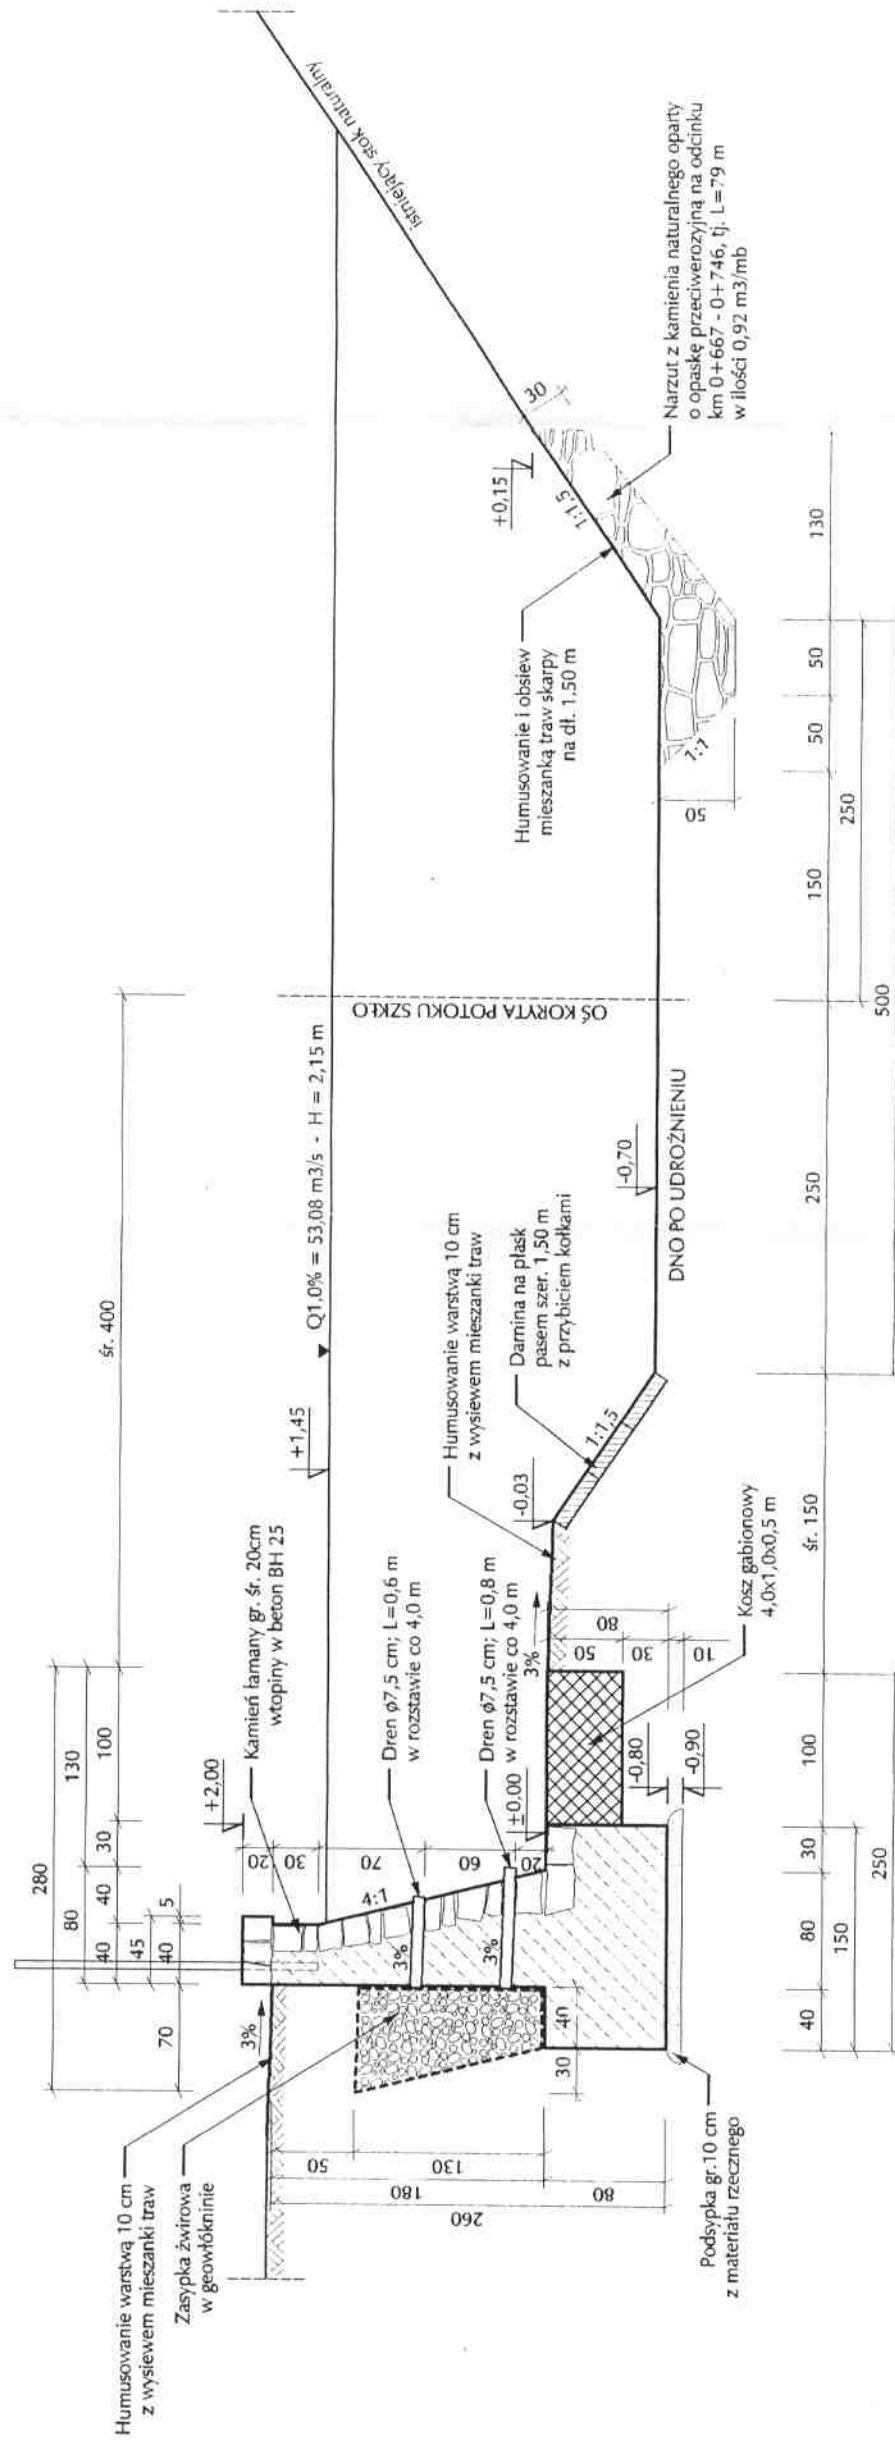 Humusowanie warstwą 10 cm
z wysiewem mieszanki traw
Zasypka żwirowa
w geowłókninie
280
130
80
40
45
40
5
40
30
100
70
40
śr. 400
3%
+2,00
Kamień łamany gr. śr. 20cm
wtopiny w beton BH 25
+1,45
Q1,0% = 53,08 m3/s - H = 2,15 m
istniejący stok naturalny
20
30
70
60
20
4:1
3%
3%
Dren ø7,5 cm; L=0,6 m
w rozstawie co 4,0 m
Dren ø7,5 cm; L=0,8 m
w rozstawie co 4,0 m
±0,00
3%
Humusowanie warstwą 10 cm
z wysiewem mieszanki traw
Darnina na płask
pasem szer. 1,50 m
z przybiciem kołkami
-0,03
1:1,5
-0,70
DNO PO UDROŻNIENIU
OŚ KORYTA POTOKU SZKŁO
Humusowanie i obsiew
mieszanką traw skarpy
na dł. 1,50 m
+0,15
30
1:1,5
1:1
50
Narzut z kamienia naturalnego oparty
o opaskę przeciwerozyjną na odcinku
km 0+667 - 0+746, tj. L=79 m
w ilości 0,92 m3/mb
50
130
180
80
260
30
40
80
50
30
10
-0,80
-0,90
Kosz gabionowy
4,0x1,0x0,5 m
Podsypka gr.10 cm
z materiału rzecznego
40
80
30
100
śr. 150
250
150
50
50
130
150
250
250
500